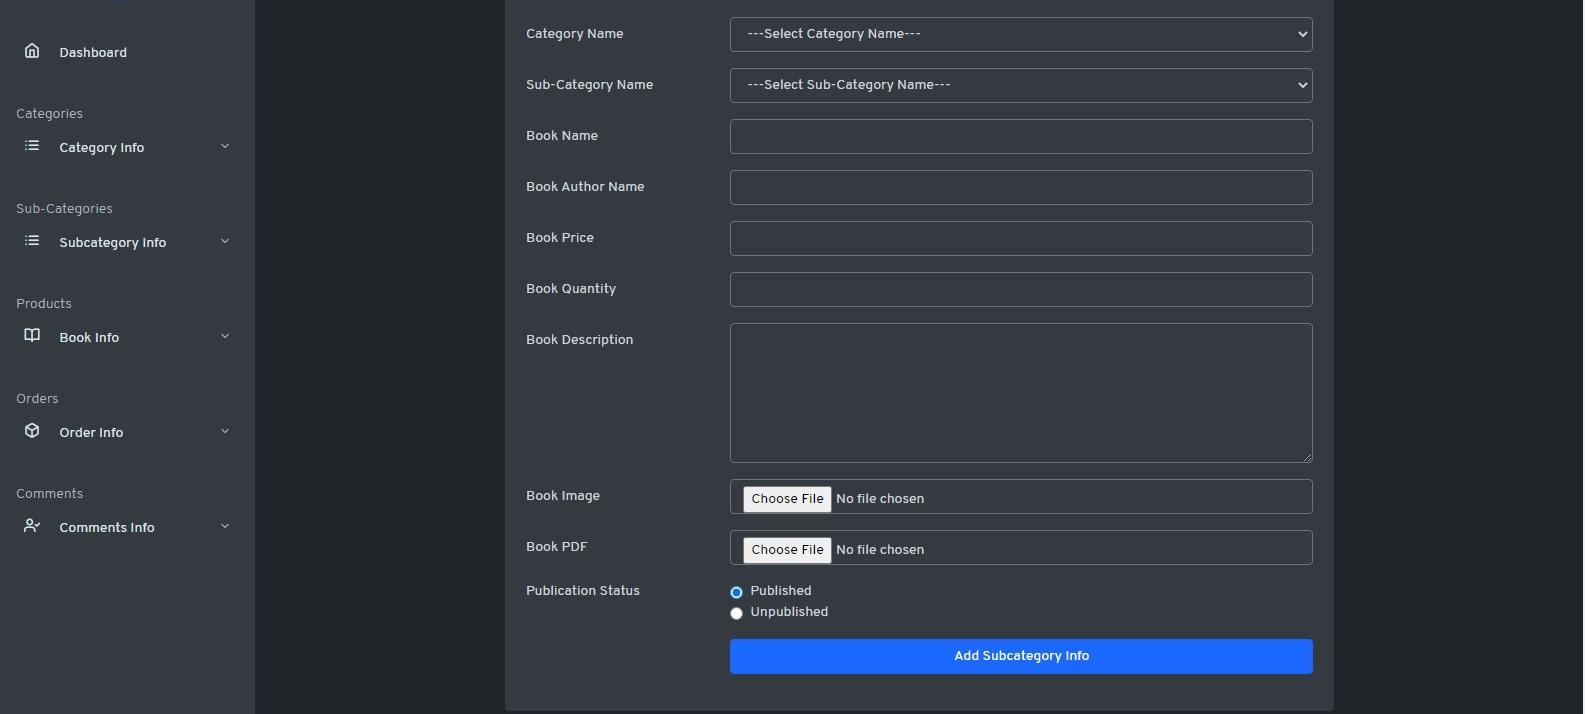 Dashboard
Categories
Category Info
Sub-Categories
Subcategory Info
Products
Book Info
Orders
Order Info
Comments
Comments Info
Category Name
---Select Category Name---
Sub-Category Name
---Select Sub-Category Name---
Book Name
Book Author Name
Book Price
Book Quantity
Book Description
Book Image
Choose File No file chosen
Book PDF
Choose File No file chosen
Publication Status
Published
Unpublished
Add Subcategory Info